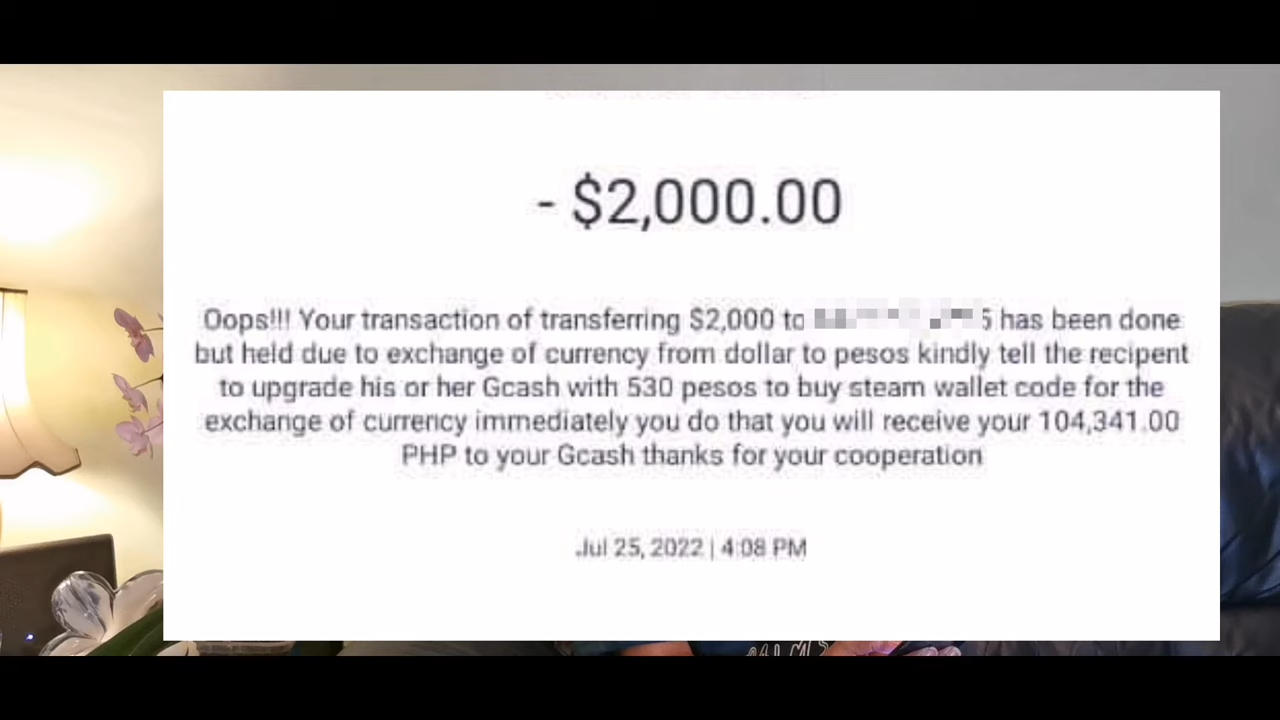 - $2,000.00
Oops!!! Your transaction of transferring $2,000 to 5 has been done
but held due to exchange of currency from dollar to pesos kindly tell the recipent
to upgrade his or her Gcash with 530 pesos to buy steam wallet code for the
exchange of currency immediately you do that you will receive your 104,341.00
PHP to your Gcash thanks for your cooperation
Jul 25, 2022 | 4:08 PM